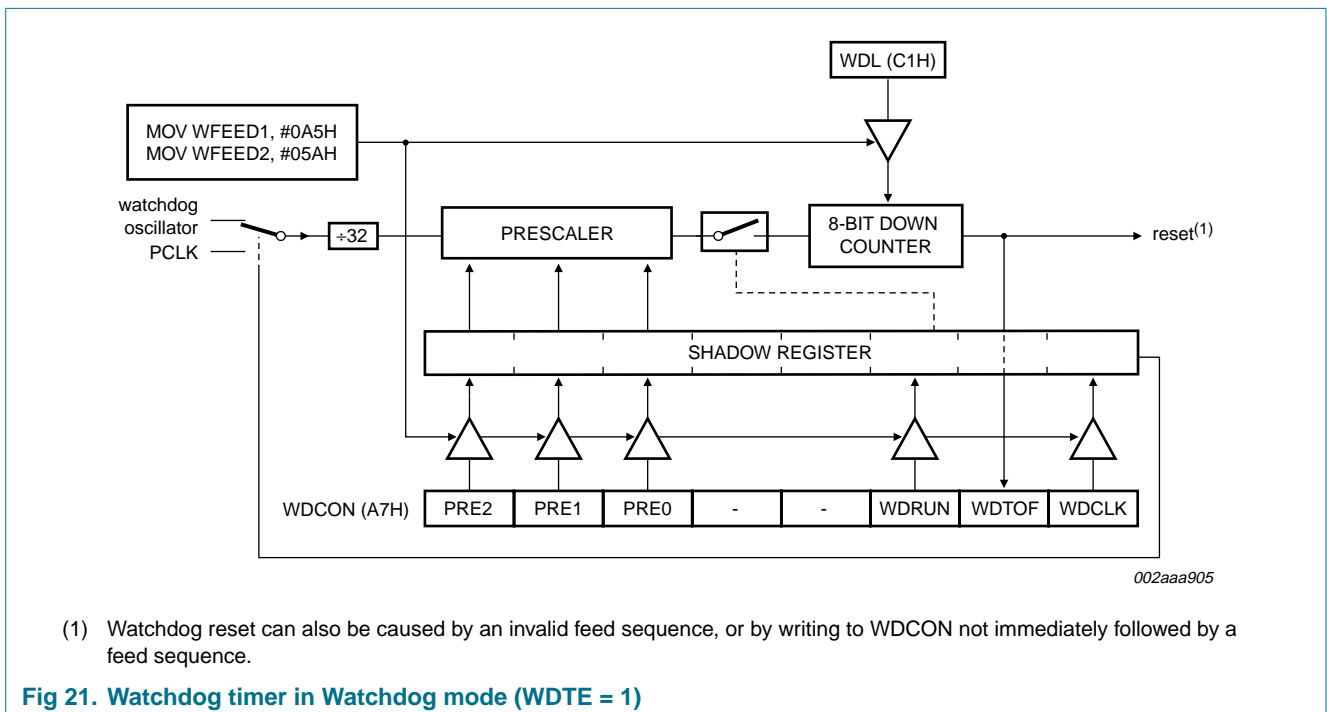 WDL (C1H)
MOV WFEED1, #0A5H
MOV WFEED2, #05AH
watchdog
oscillator
PCLK
÷32
PRESCALER
8-BIT DOWN
COUNTER
reset(1)
SHADOW REGISTER
WDCON (A7H)
PRE2
PRE1
PRE0
-
-
WDRUN
WDTOF
WDCLK
002aaa905
(1) Watchdog reset can also be caused by an invalid feed sequence, or by writing to WDCON not immediately followed by a
feed sequence.
Fig 21. Watchdog timer in Watchdog mode (WDTE = 1)